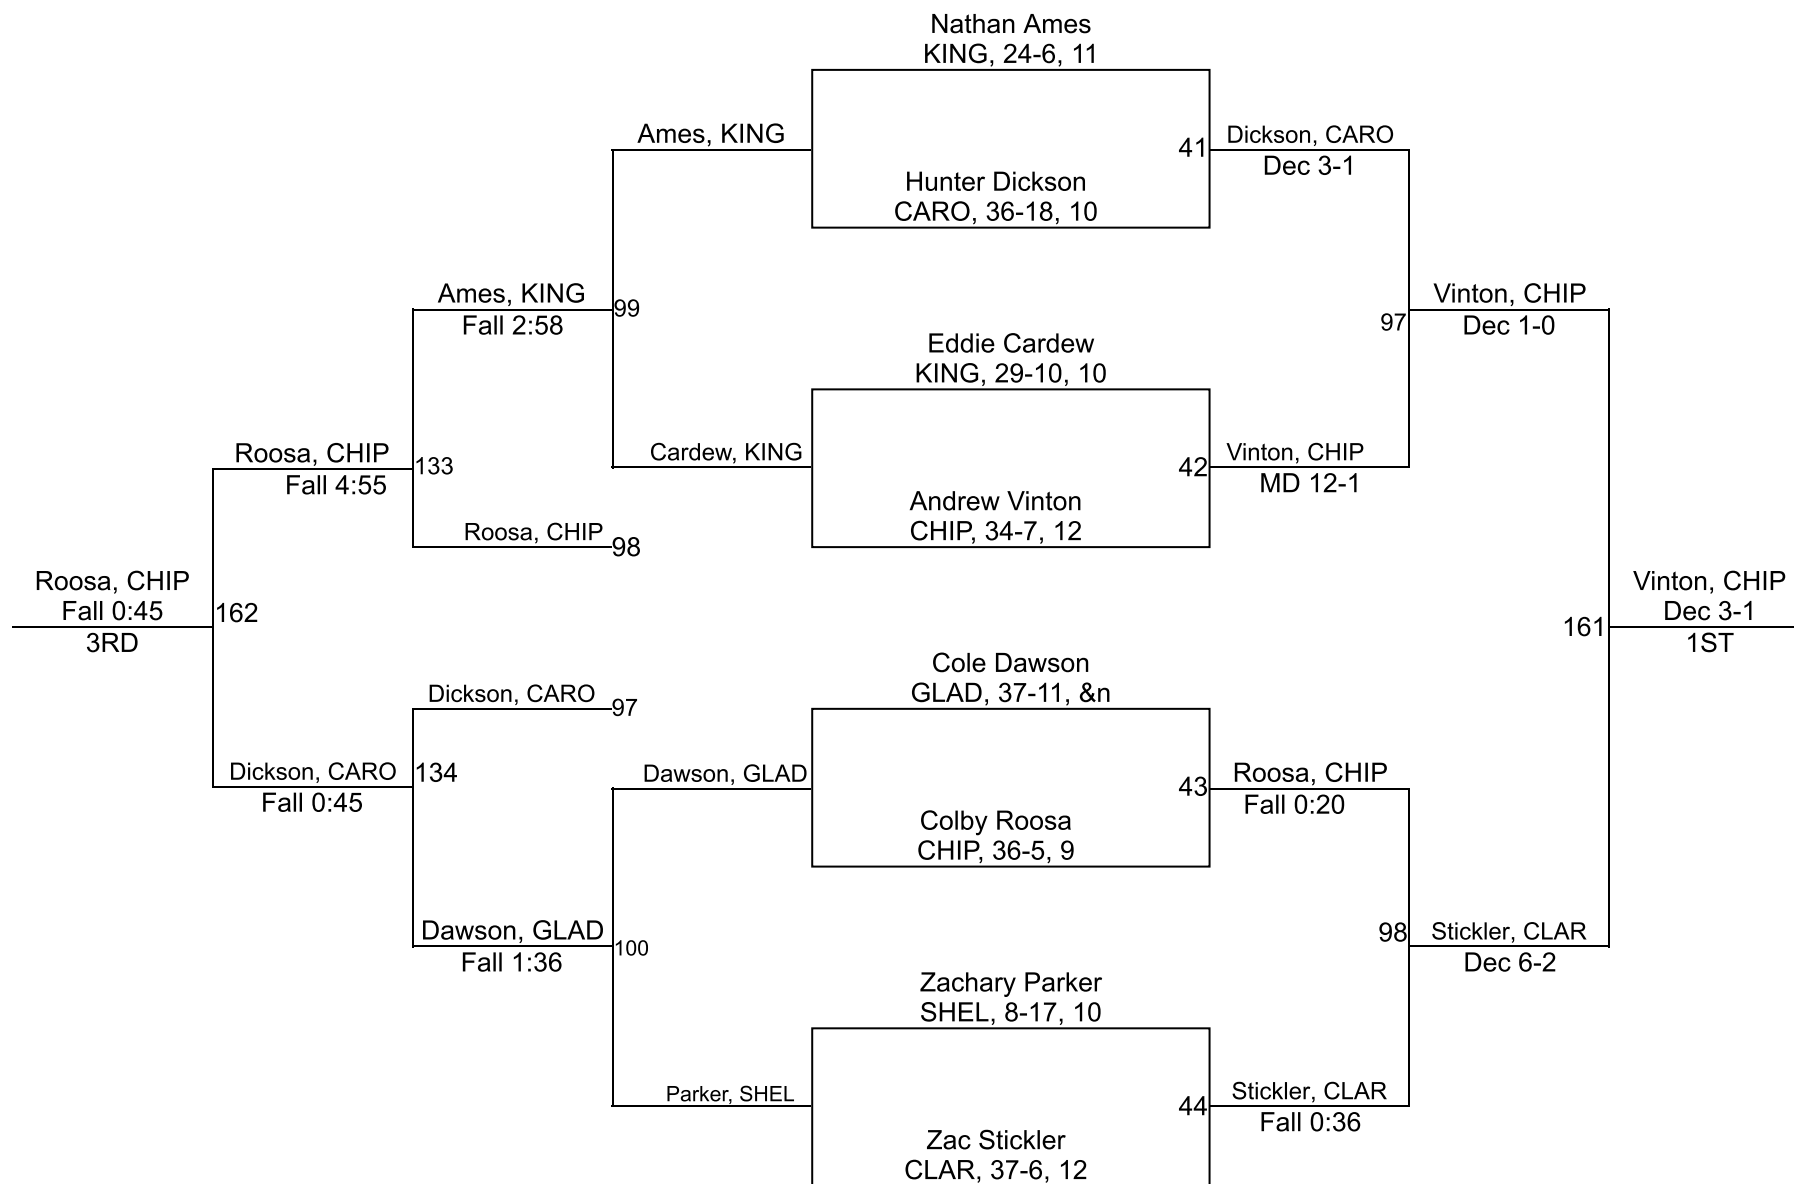 Nathan Ames
KING, 24-6, 11
Ames, KING
41
Dickson, CARO
Dec 3-1
Hunter Dickson
CARO, 36-18, 10
Ames, KING
Fall 2:58
99
97
Vinton, CHIP
Dec 1-0
Eddie Cardew
KING, 29-10, 10
Roosa, CHIP
Fall 4:55
133
Cardew, KING
42
Vinton, CHIP
MD 12-1
Andrew Vinton
CHIP, 34-7, 12
Roosa, CHIP
98
Roosa, CHIP
Fall 0:45
3RD
162
161
Vinton, CHIP
Dec 3-1
1ST
Cole Dawson
GLAD, 37-11, &n
Dickson, CARO
97
Dickson, CARO
Fall 0:45
134
Dawson, GLAD
43
Roosa, CHIP
Fall 0:20
Colby Roosa
CHIP, 36-5, 9
Dawson, GLAD
Fall 1:36
100
98
Stickler, CLAR
Dec 6-2
Zachary Parker
SHEL, 8-17, 10
Parker, SHEL
44
Stickler, CLAR
Fall 0:36
Zac Stickler
CLAR, 37-6, 12